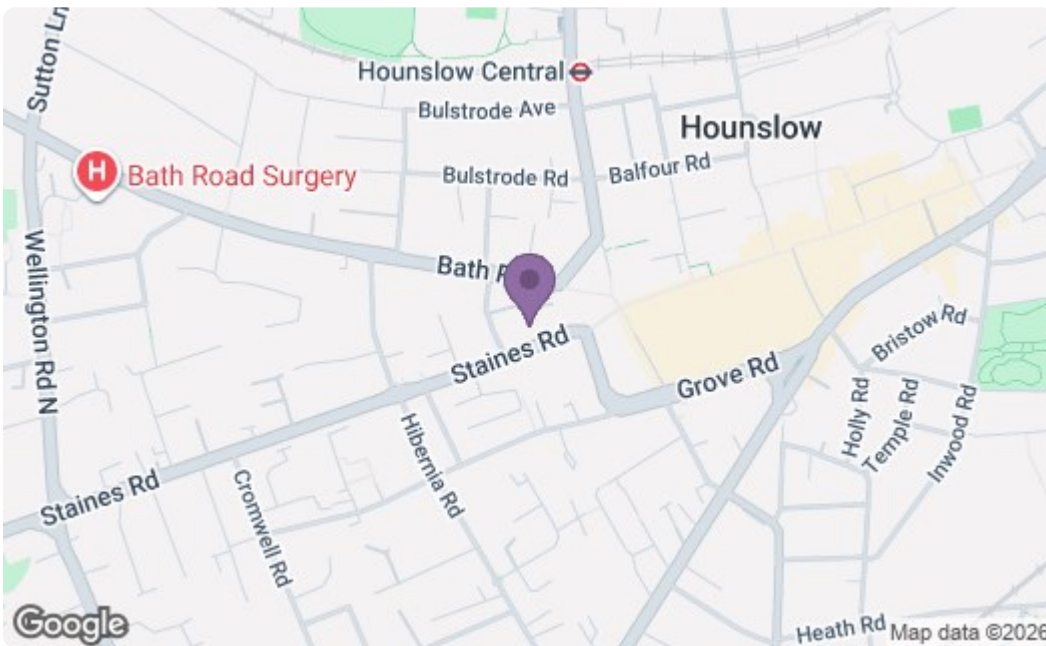 Sutton Ln
Hounslow Central
Bulstrode Ave
Hounslow
H
Bath Road Surgery
Bulstrode Rd
Balfour Rd
Wellington Rd N
Bath
Staines Rd
Bristow Rd
Grove Rd
Holly Rd
Temple Rd
Inwood Rd
Hibernia Rd
Staines Rd
Cromwell Rd
Google
Heath Rd
Map data ©2026